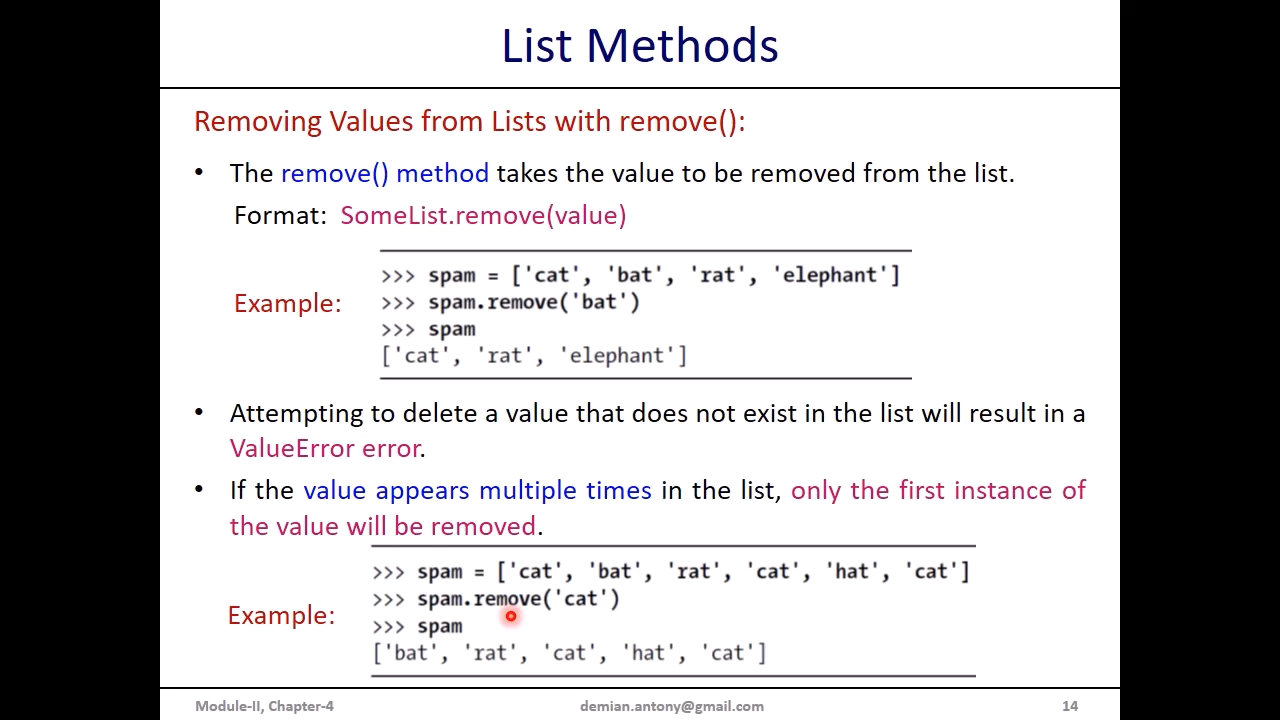 List Methods
Removing Values from Lists with remove():
• The remove() method takes the value to be removed from the list.
Format: SomeList.remove(value)
Example:
>>> spam = ['cat', 'bat', 'rat', 'elephant']
>>> spam.remove('bat')
>>> spam
['cat', 'rat', 'elephant']
• Attempting to delete a value that does not exist in the list will result in a
ValueError error.
• If the value appears multiple times in the list, only the first instance of
the value will be removed.
Example:
>>> spam = ['cat', 'bat', 'rat', 'cat', 'hat', 'cat']
>>> spam.remove('cat')
>>> spam
['bat', 'rat', 'cat', 'hat', 'cat']
Module-II, Chapter-4 demian.antony@gmail.com 14